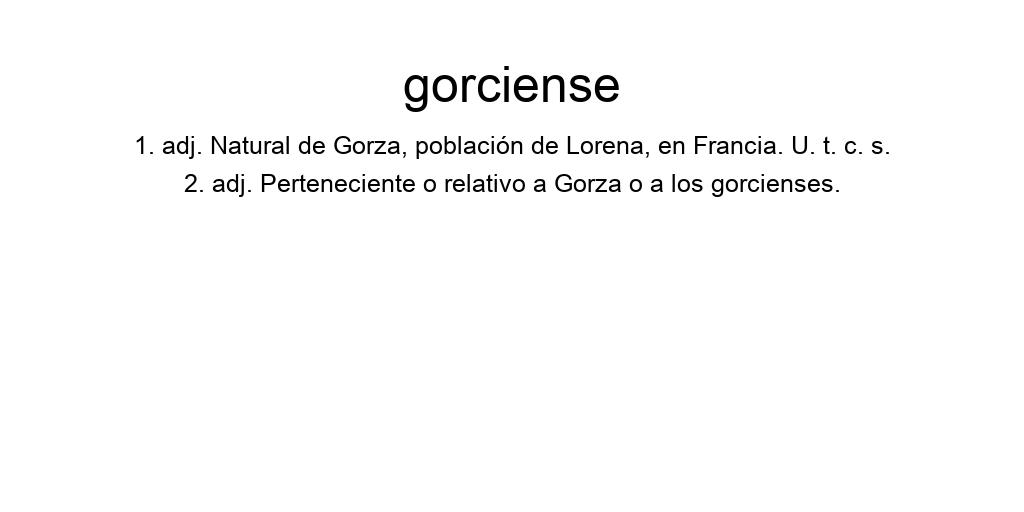 gorciense
1. adj. Natural de Gorza, población de Lorena, en Francia. U. t. c. s.
2. adj. Perteneciente o relativo a Gorza o a los gorcienses.